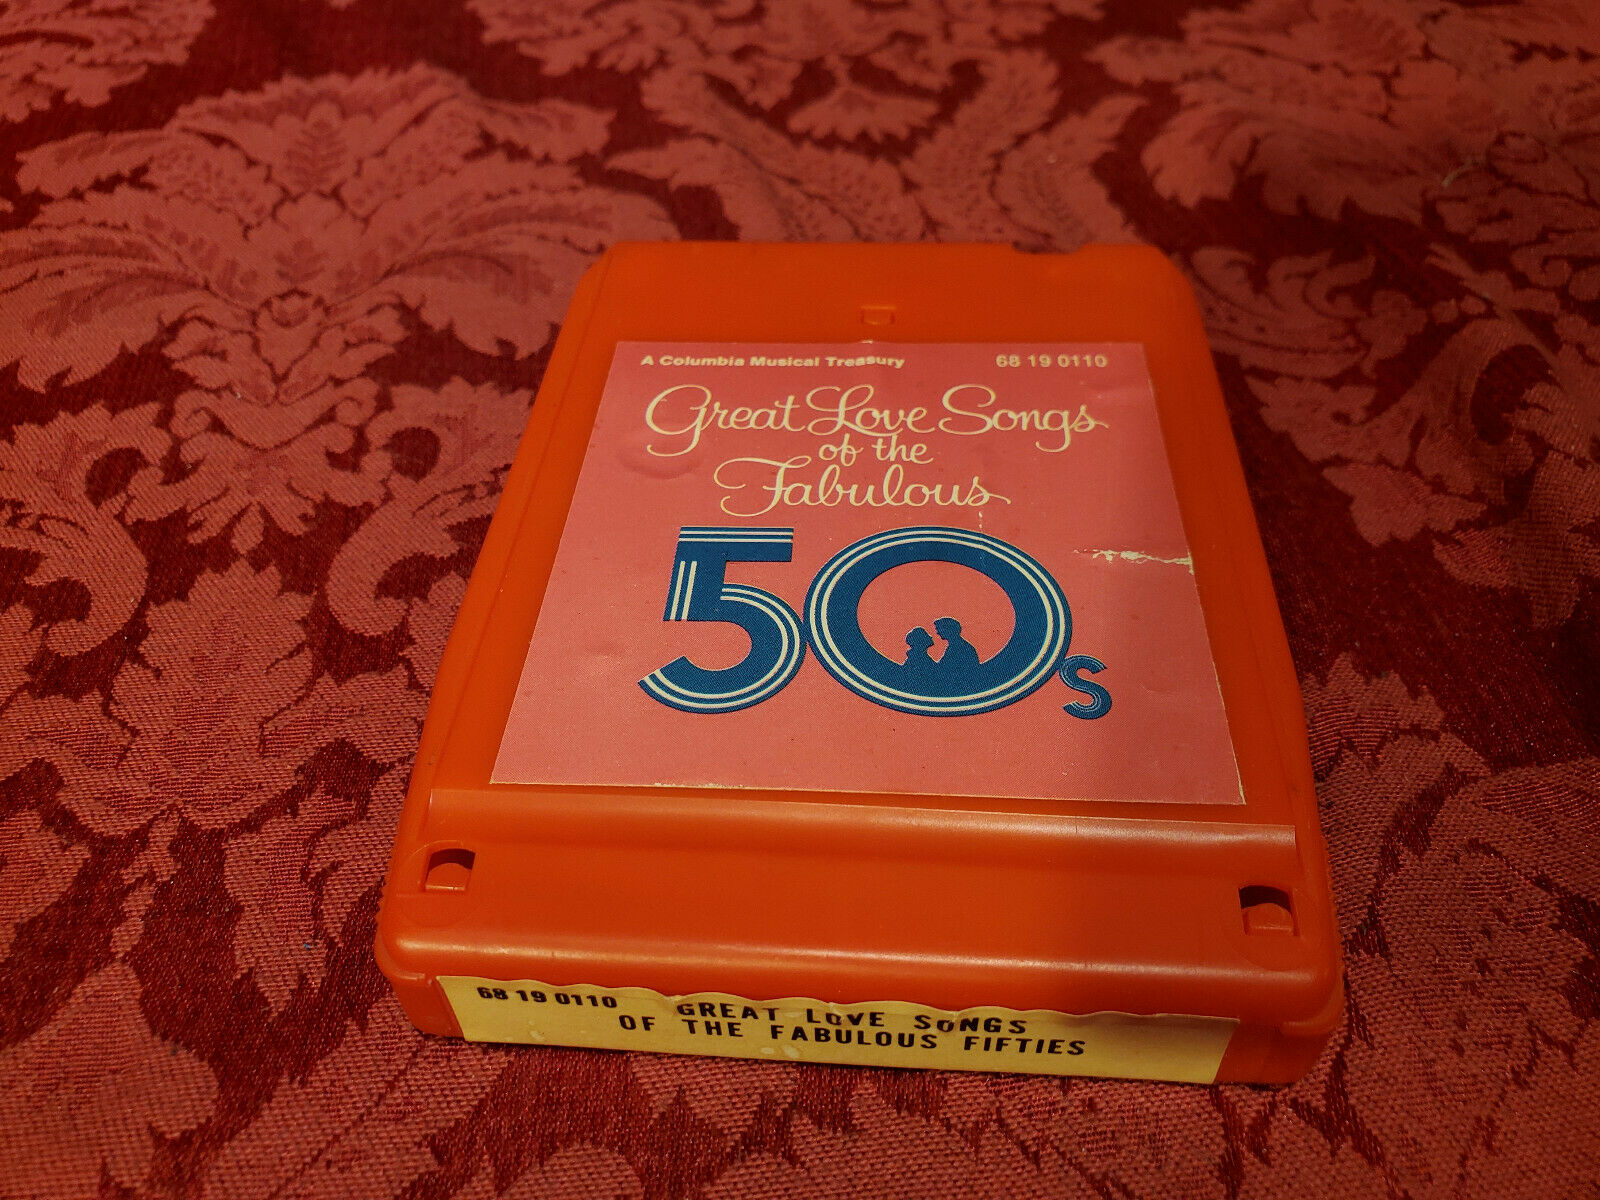 A Columbia Musical Treasury 68 19 0110
Great Love Songs
of the
Fabulous
50s
68 19 0110 GREAT LOVE SONGS
OF THE FABULOUS FIFTIES